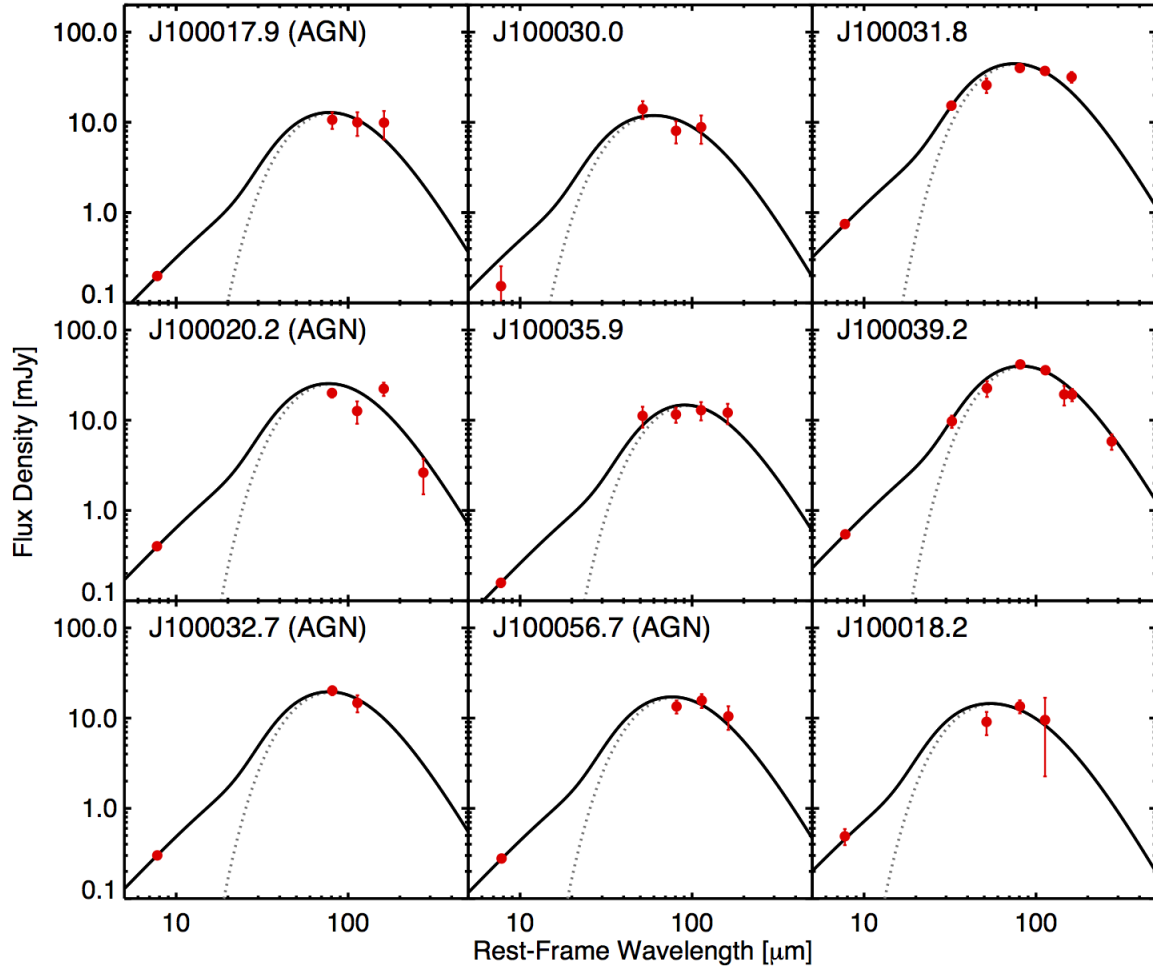 J100017.9 (AGN)
J100030.0
J100031.8
100.0
10.0
1.0
0.1
J100020.2 (AGN)
J100035.9
J100039.2
100.0
10.0
1.0
0.1
J100032.7 (AGN)
J100056.7 (AGN)
J100018.2
100.0
10.0
1.0
0.1
Flux Density [mJy]
10 100 10 100 10 100
Rest-Frame Wavelength [μm]